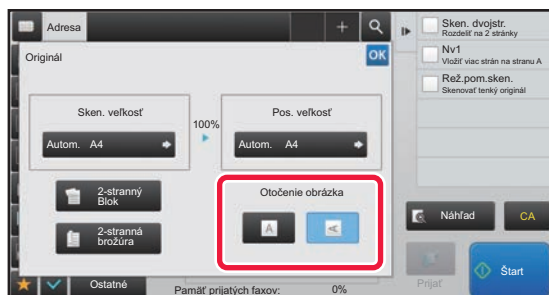 Adresa
Originál
OK
Sken. veľkosť
Autom. A4
100%
Pos. veľkosť
Autom. A4
2-stranný
Blok
2-stranná
brožúra
Otočenie obrázka
A
A
Ostatné
Pamäť prijatých faxov: 0%
Sken. dvojstr.
Rozdeliť na 2 stránky
Nv1
Vložiť viac strán na stranu A
Rež.pom.sken.
Skenovať tenký originál
Náhľad
CA
Prijať
Štart